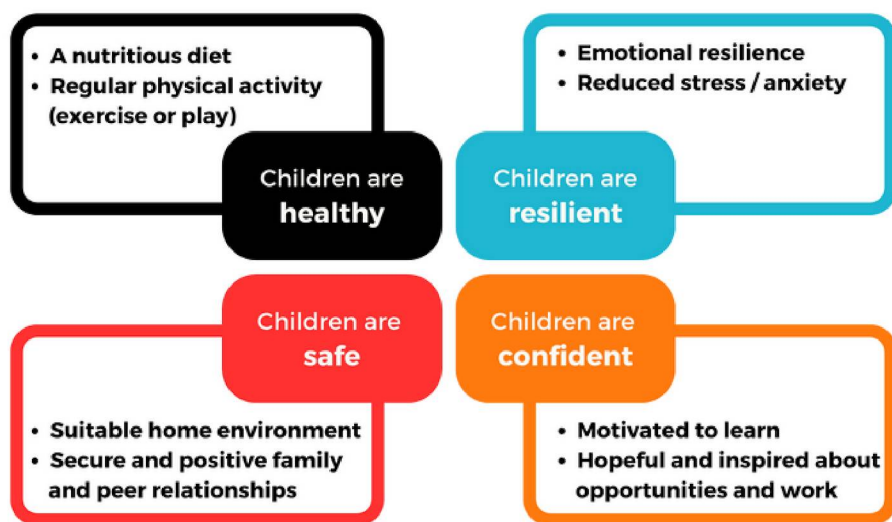 • A nutritious diet
• Regular physical activity
(exercise or play)
Children are
healthy
• Emotional resilience
• Reduced stress / anxiety
Children are
resilient
Children are
safe
• Suitable home environment
• Secure and positive family
and peer relationships
Children are
confident
• Motivated to learn
• Hopeful and inspired about
opportunities and work